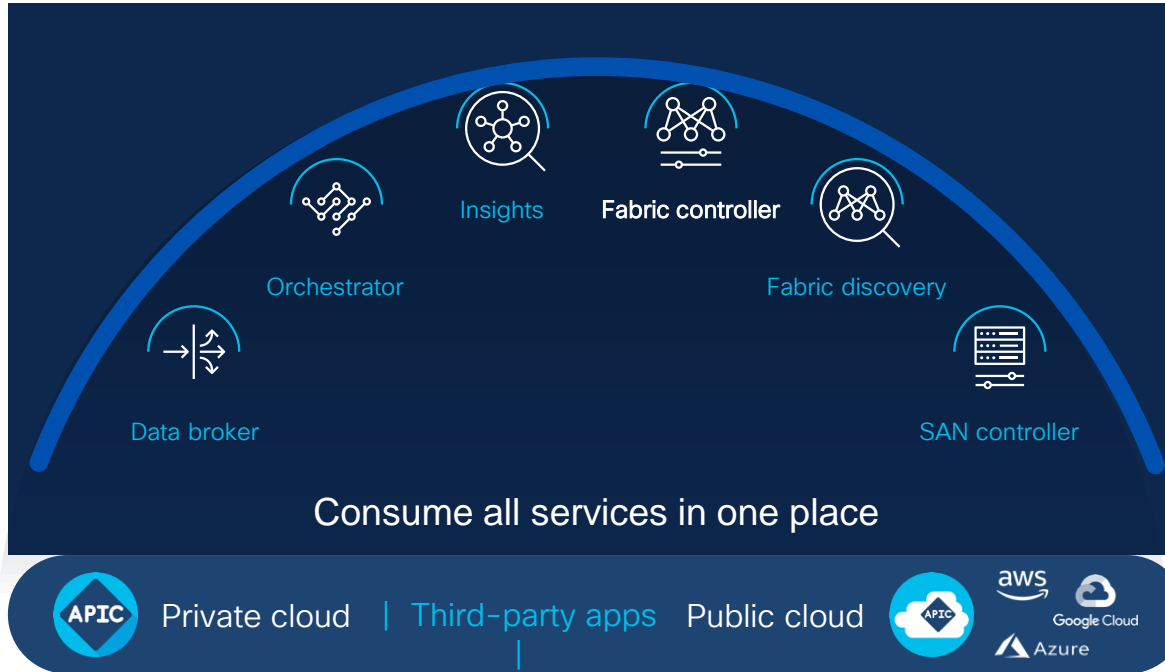 Insights
Fabric controller
Orchestrator
Fabric discovery
Data broker
SAN controller
Consume all services in one place
APIC
Private cloud | Third-party apps
|
Public cloud
APIC
aws
Google Cloud
Azure